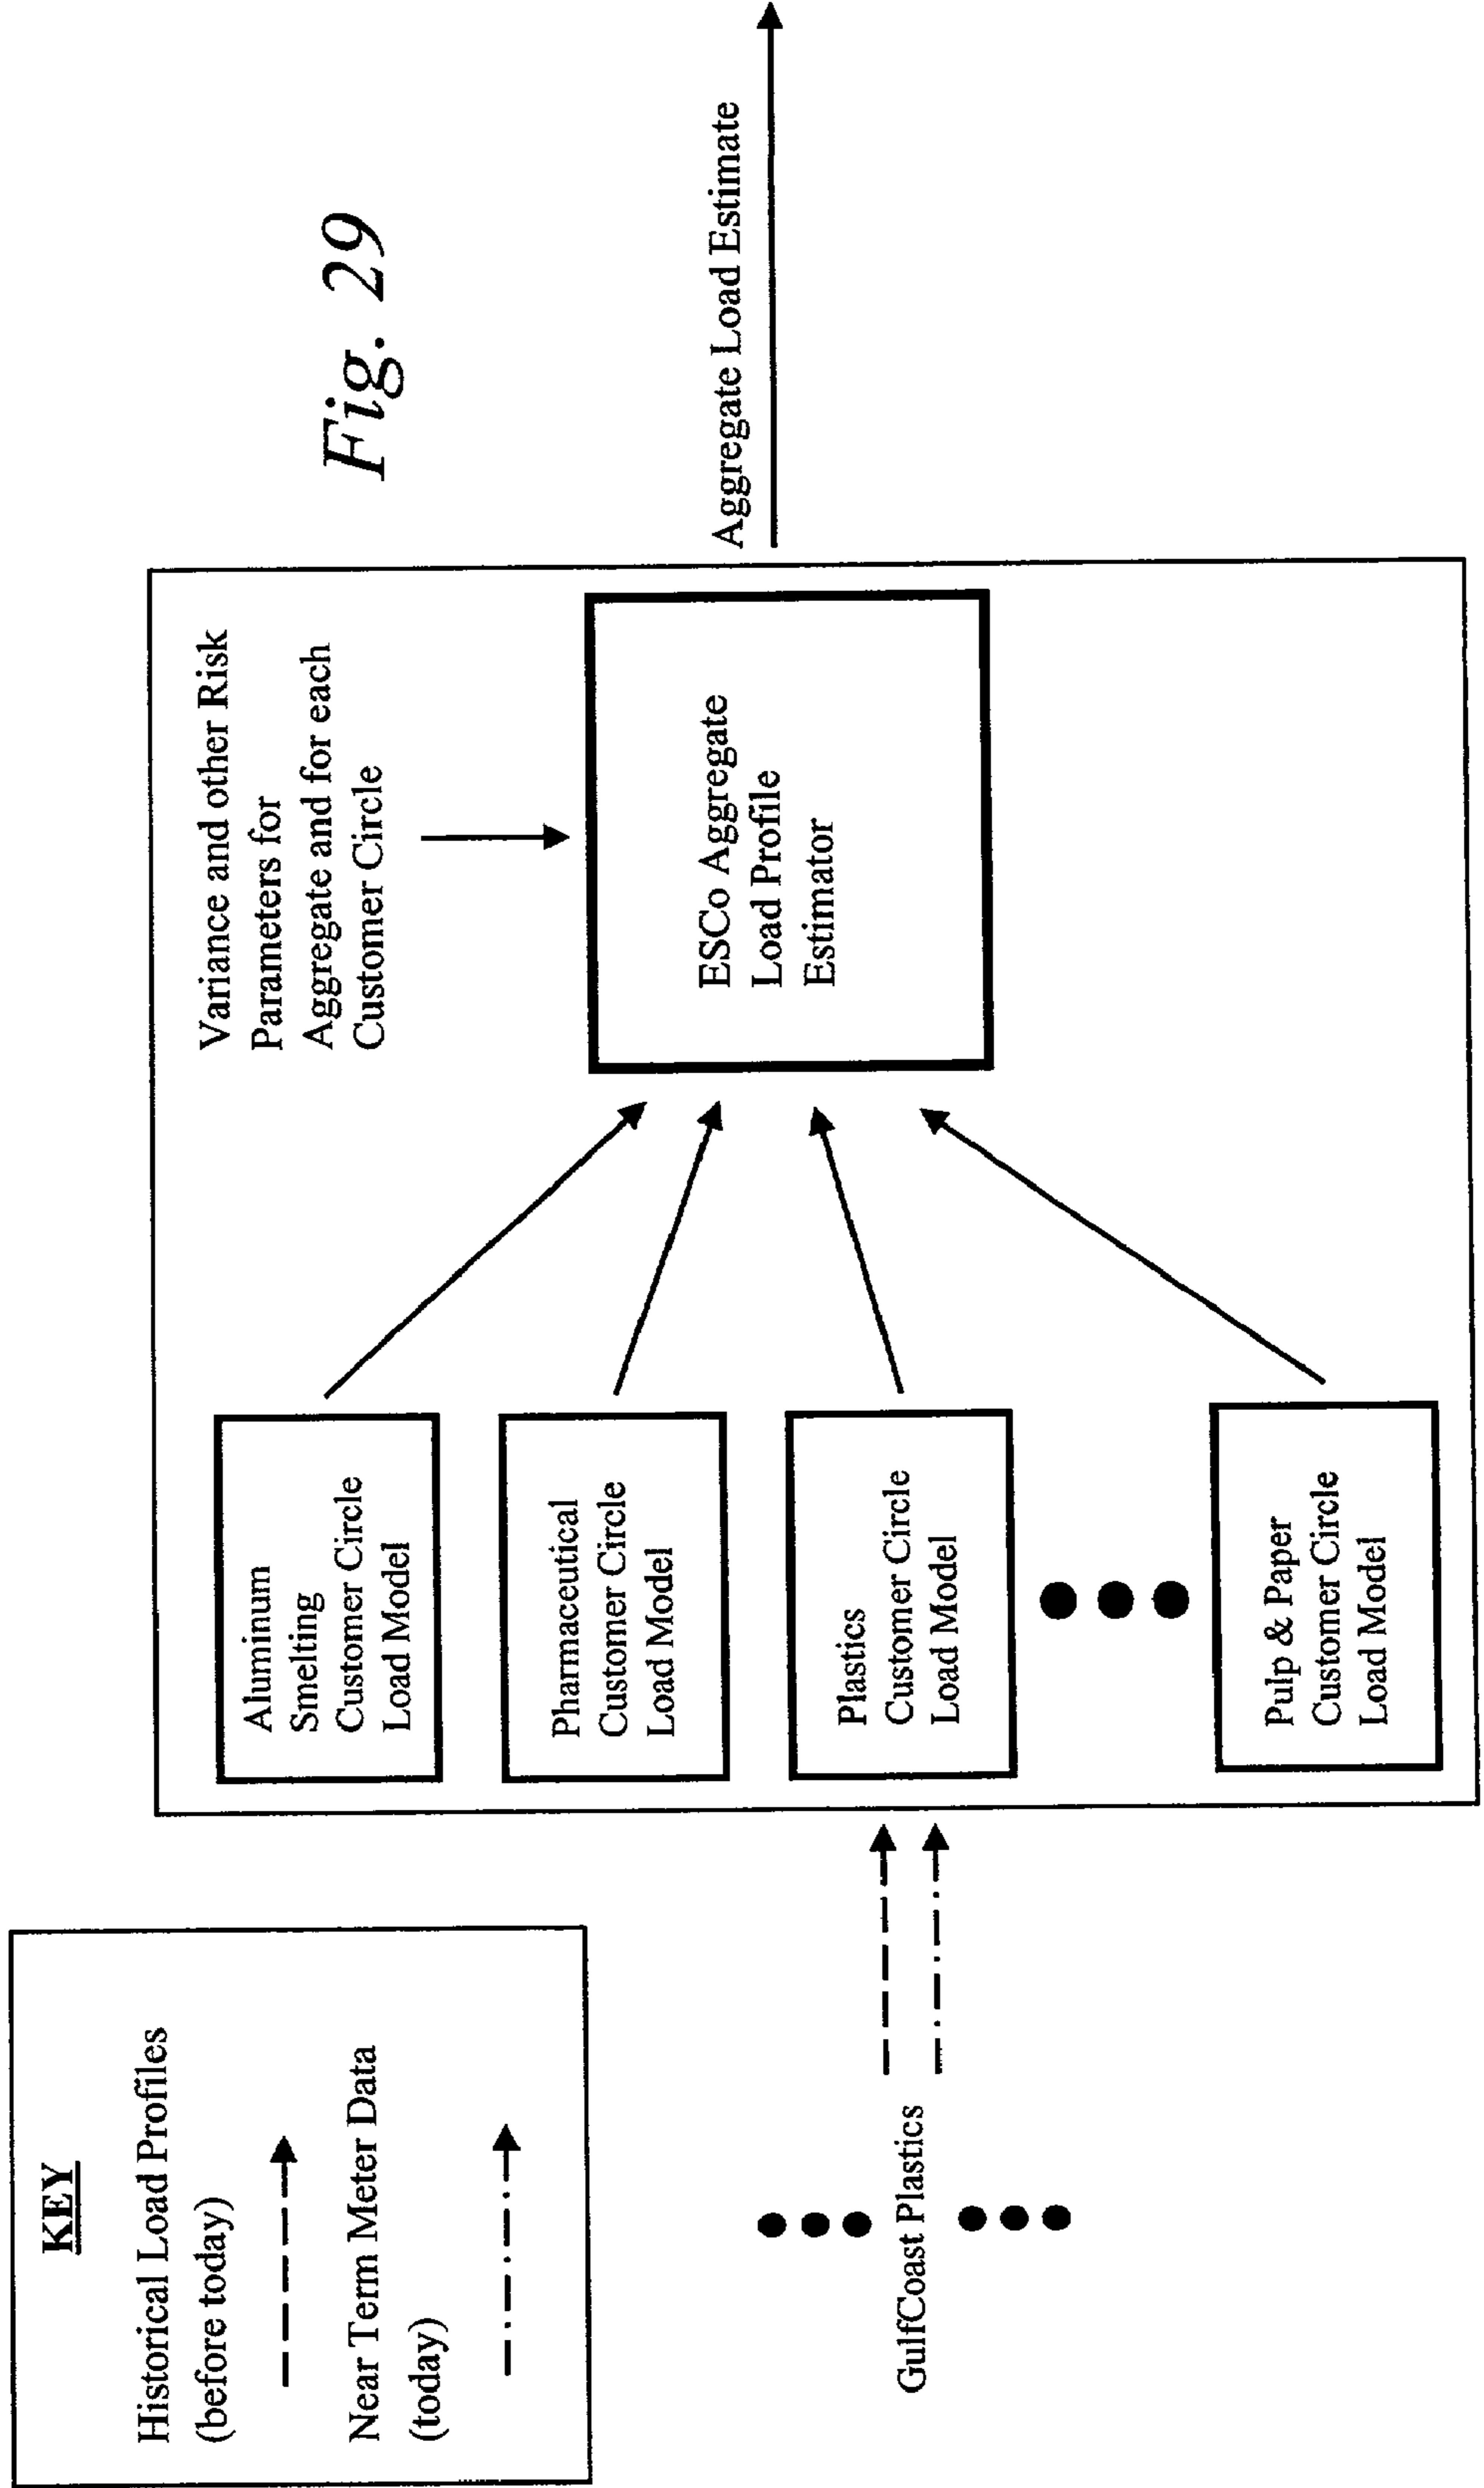 KEY
Historical Load Profiles
(before today)
Near Term Meter Data
(today)
GulfCoast Plastics
Aluminum
Smelting
Customer Circle
Load Model
Pharmaceutical
Customer Circle
Load Model
Plastics
Customer Circle
Load Model
Pulp & Paper
Customer Circle
Load Model
Variance and other Risk
Parameters for
Aggregate and for each
Customer Circle
ESCo Aggregate
Load Profile
Estimator
Aggregate Load Estimate
Fig. 29